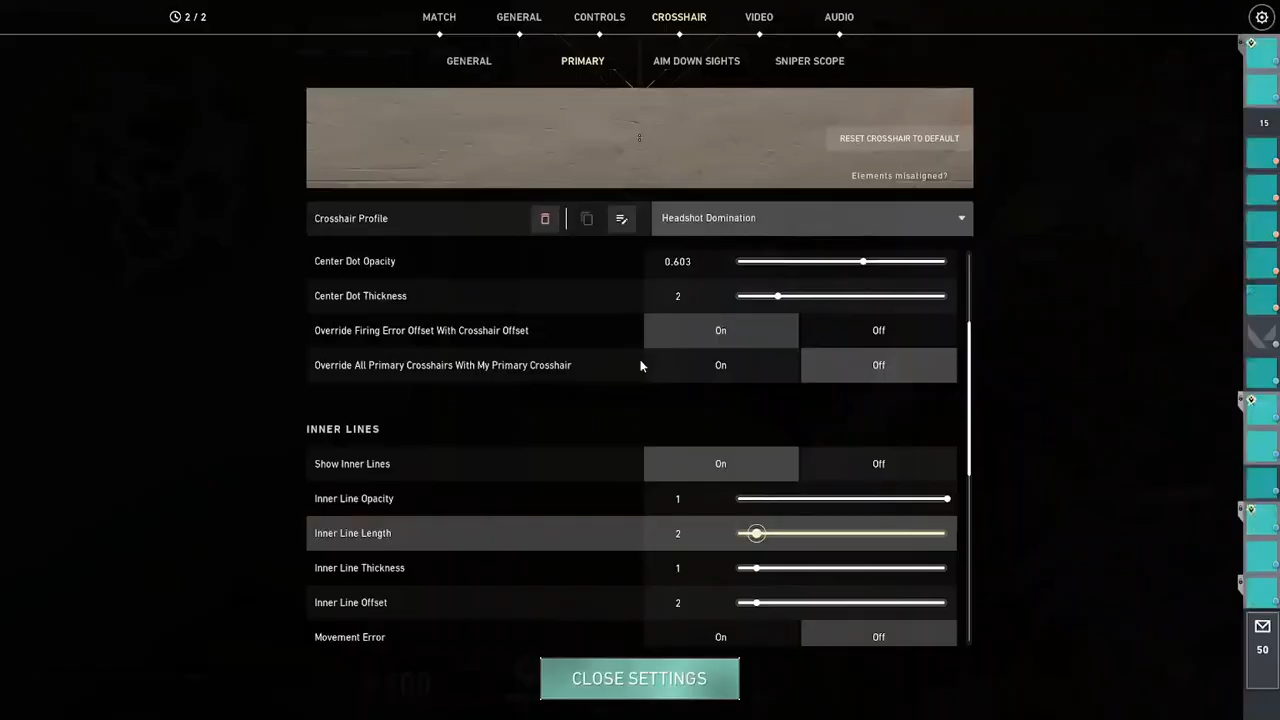 2 / 2
MATCH GENERAL CONTROLS CROSSHAIR VIDEO AUDIO
GENERAL PRIMARY AIM DOWN SIGHTS SNIPER SCOPE
RESET CROSSHAIR TO DEFAULT
Elements misaligned?
15
Crosshair Profile Headshot Domination
Center Dot Opacity 0.603
Center Dot Thickness 2
Override Firing Error Offset With Crosshair Offset On Off
Override All Primary Crosshairs With My Primary Crosshair On Off
INNER LINES
Show Inner Lines On Off
Inner Line Opacity 1
Inner Line Length 2
Inner Line Thickness 1
Inner Line Offset 2
Movement Error On Off
50
CLOSE SETTINGS
100